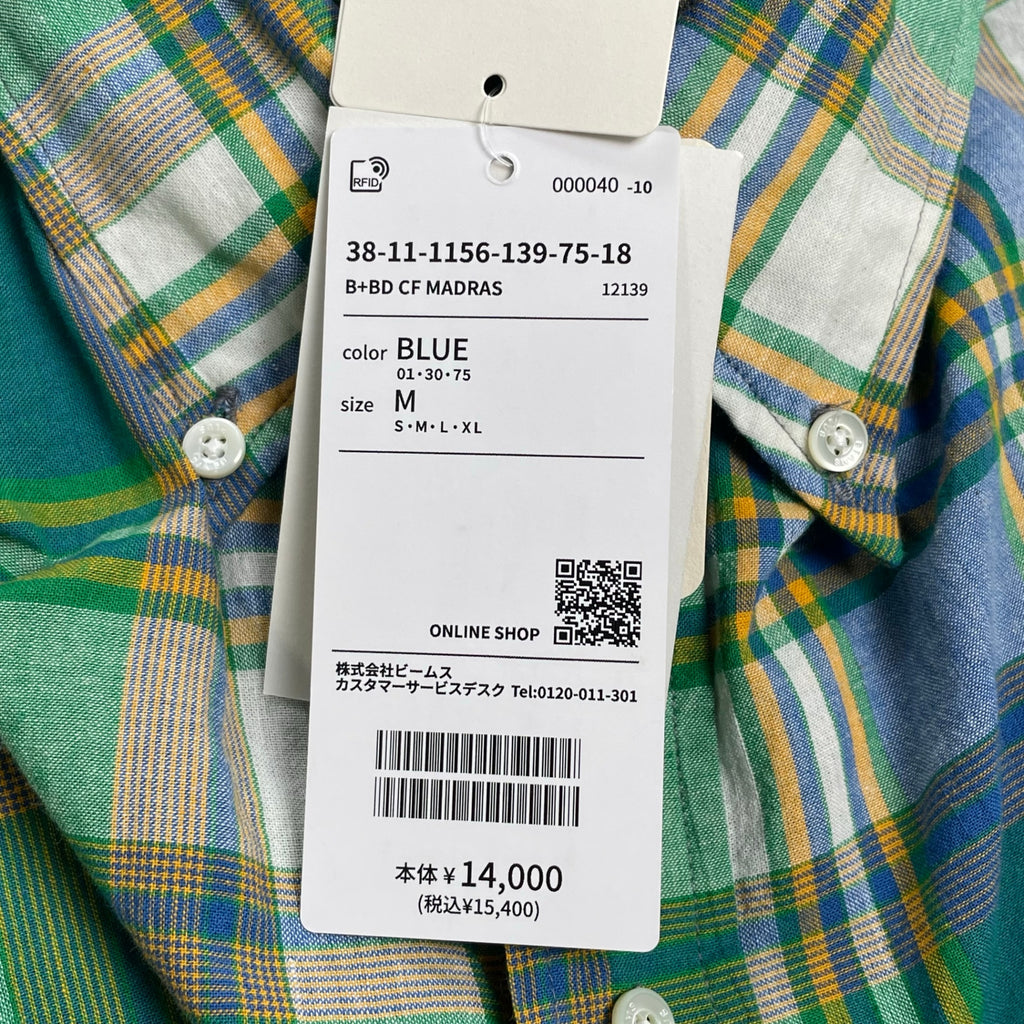 RFID
000040 -10
38-11-1156-139-75-18
B+BD CF MADRAS 12139
color BLUE
01・30・75
size M
S・M・L・XL
ONLINE SHOP
株式会社ビームス
カスタマーサービスデスク Tel:0120-011-301
本体 ¥ 14,000
(税込¥15,400)